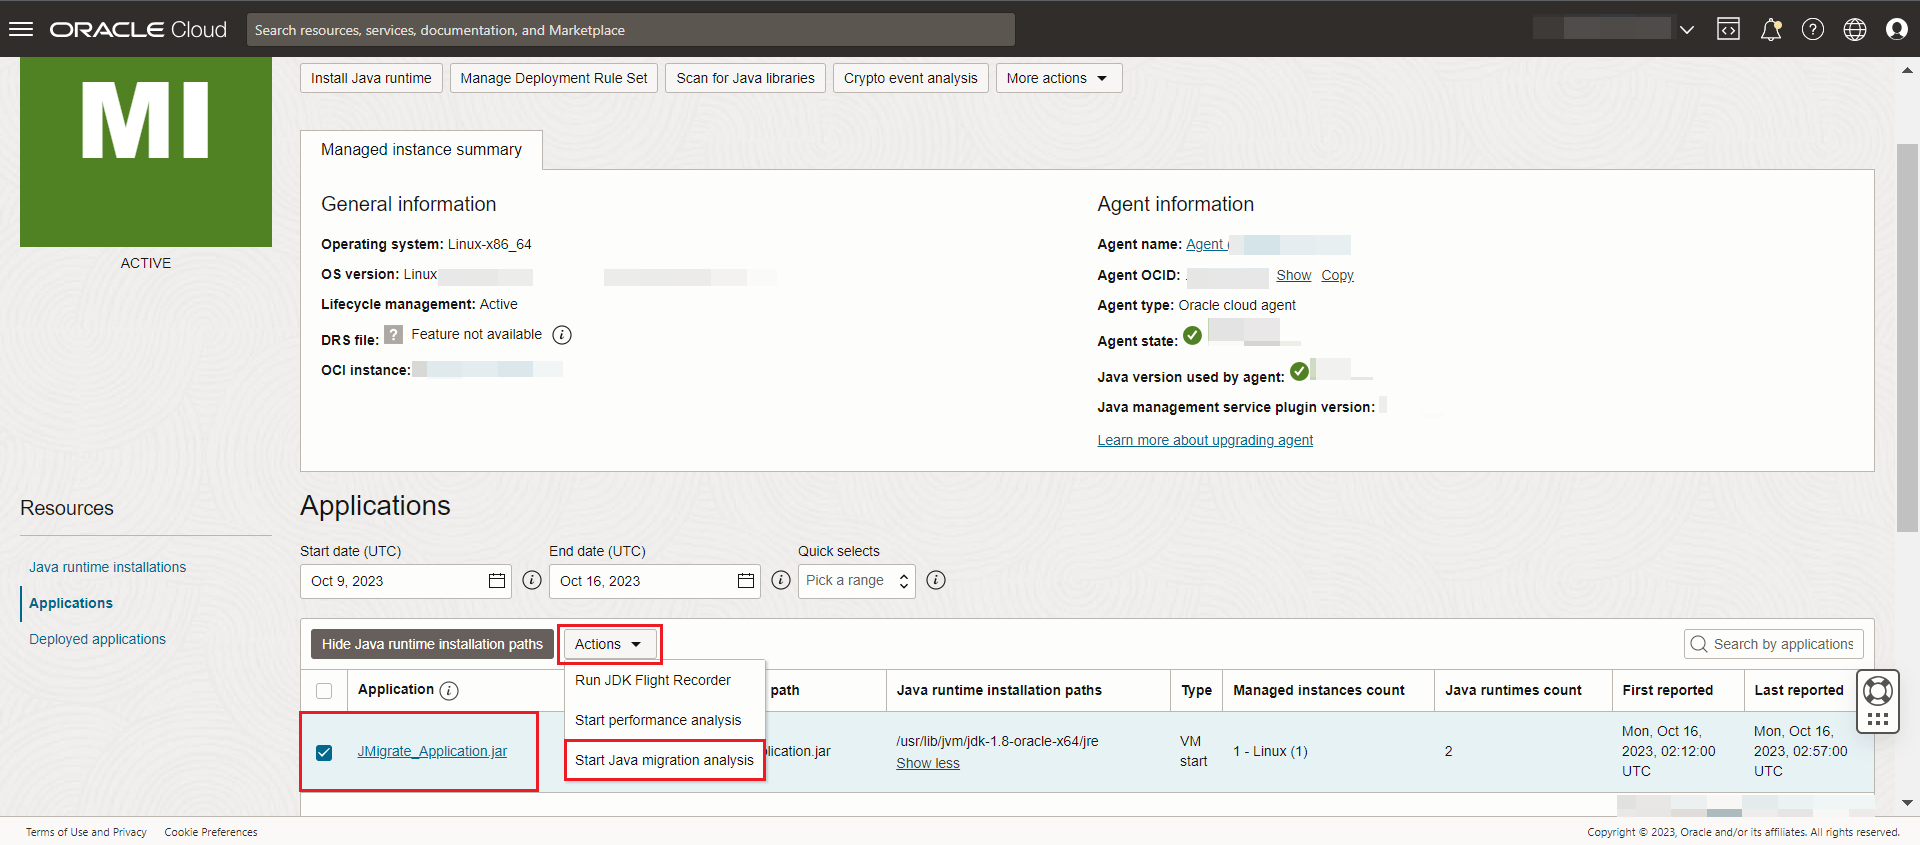 ORACLE Cloud
Search resources, services, documentation, and Marketplace
MI
ACTIVE
Install Java runtime
Manage Deployment Rule Set
Scan for Java libraries
Crypto event analysis
More actions
Managed instance summary
General information
Operating system: Linux-x86_64
OS version: Linux
Lifecycle management: Active
DRS file: ? Feature not available i
OCI instance:
Agent information
Agent name: Agent (
Agent OCID: Show Copy
Agent type: Oracle cloud agent
Agent state:
Java version used by agent:
Java management service plugin version:
Learn more about upgrading agent
Resources
Java runtime installations
Applications
Deployed applications
Applications
Start date (UTC)
Oct 9, 2023
End date (UTC)
Oct 16, 2023
Quick selects
Pick a range
Hide Java runtime installation paths
Actions
Search by applications
Run JDK Flight Recorder
Start performance analysis
Start Java migration analysis
Application i
path
Java runtime installation paths
Type
Managed instances count
Java runtimes count
First reported
Last reported
JMigrate_Application.jar
lication.jar
/usr/lib/jvm/jdk-1.8-oracle-x64/jre
Show less
VM
start
1 - Linux (1)
2
Mon, Oct 16
2023, 02:12:00
UTC
Mon, Oct 16
2023, 02:57:00
UTC
Terms of Use and Privacy
Cookie Preferences
Copyright © 2023, Oracle and/or its affiliates. All rights reserved.